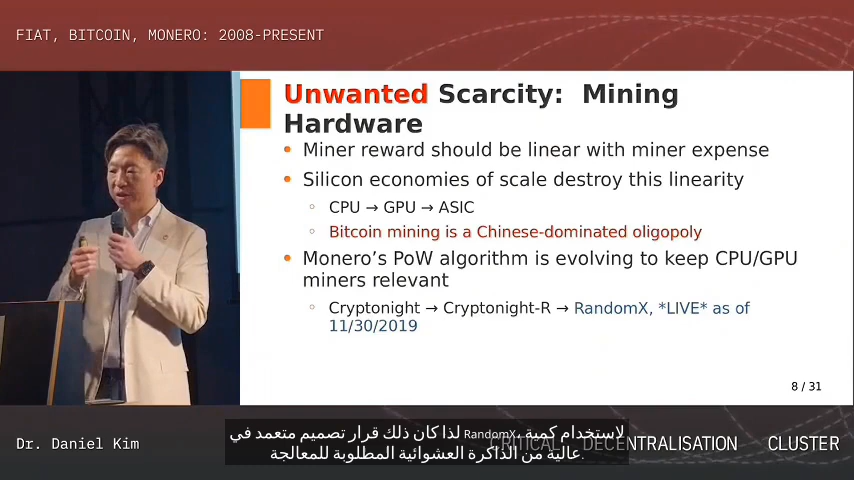 FIAT, BITCOIN, MONERO: 2008-PRESENT
Unwanted Scarcity: Mining
Hardware
• Miner reward should be linear with miner expense
• Silicon economies of scale destroy this linearity
◦ CPU → GPU → ASIC
◦ Bitcoin mining is a Chinese-dominated oligopoly
• Monero’s PoW algorithm is evolving to keep CPU/GPU
miners relevant
◦ Cryptonight → Cryptonight-R → RandomX, *LIVE* as of
11/30/2019
8 / 31
لذا كان ذلك قرار تصميم متعمد في RandomX، لاستخدام كمية
عالية من الذاكرة العشوائية المطلوبة للمعالجة.
Dr. Daniel Kim
CRITICAL DECENTRALISATION CLUSTER